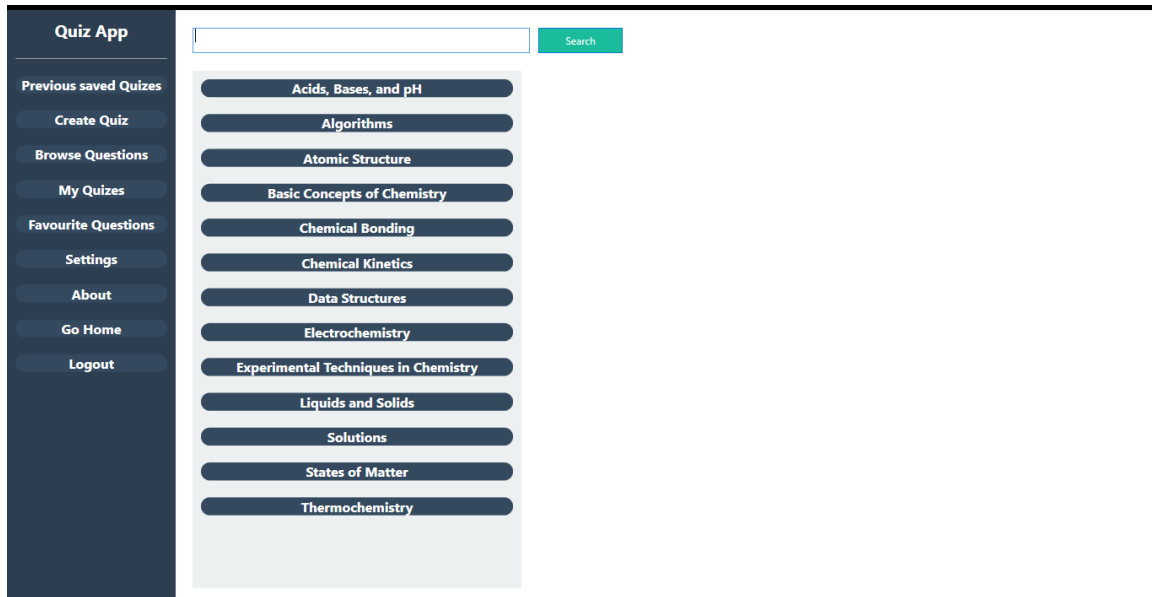 Quiz App
Previous saved Quizes
Create Quiz
Browse Questions
My Quizes
Favourite Questions
Settings
About
Go Home
Logout
Search
Acids, Bases, and pH
Algorithms
Atomic Structure
Basic Concepts of Chemistry
Chemical Bonding
Chemical Kinetics
Data Structures
Electrochemistry
Experimental Techniques in Chemistry
Liquids and Solids
Solutions
States of Matter
Thermochemistry